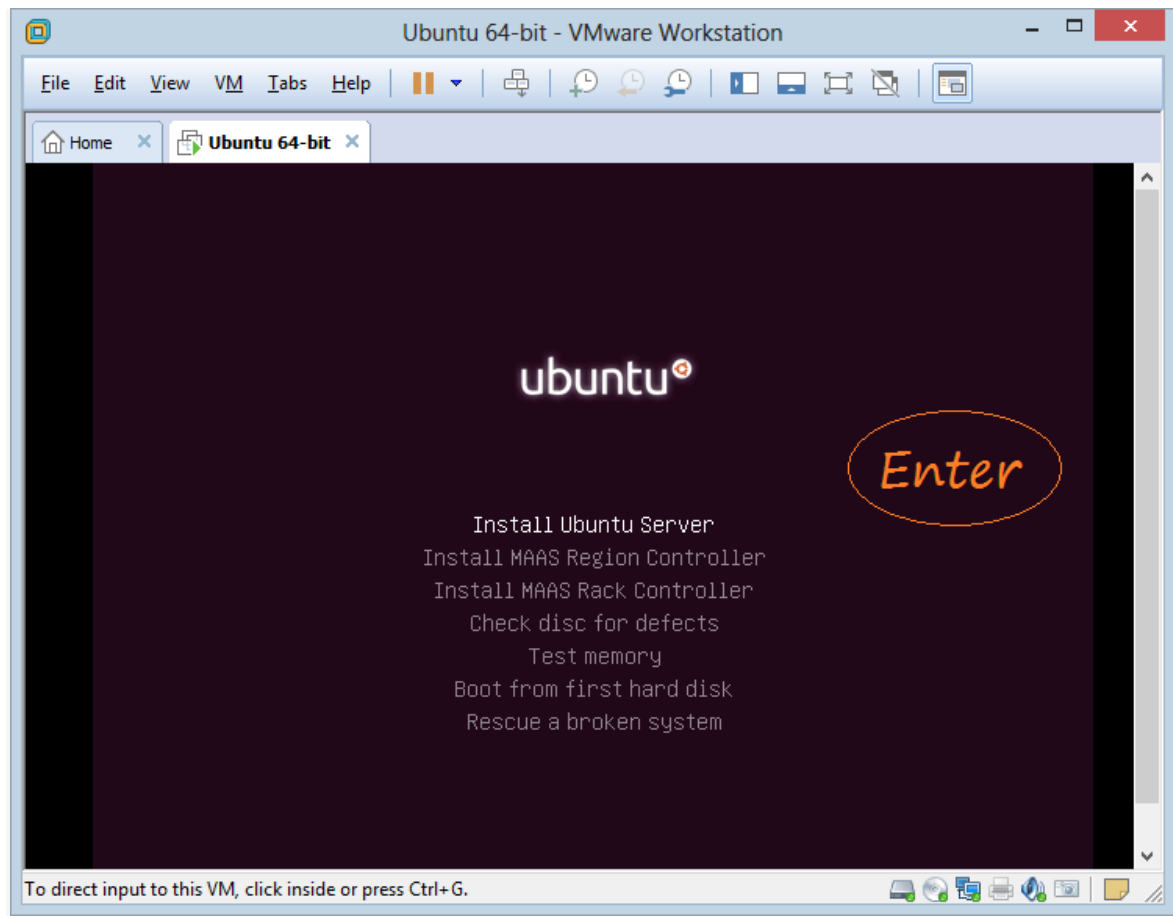 Ubuntu 64-bit - VMware Workstation
File Edit View VM Tabs Help
Home Ubuntu 64-bit
ubuntu
Enter
Install Ubuntu Server
Install MAAS Region Controller
Install MAAS Rack Controller
Check disc for defects
Test memory
Boot from first hard disk
Rescue a broken system
To direct input to this VM, click inside or press Ctrl+G.